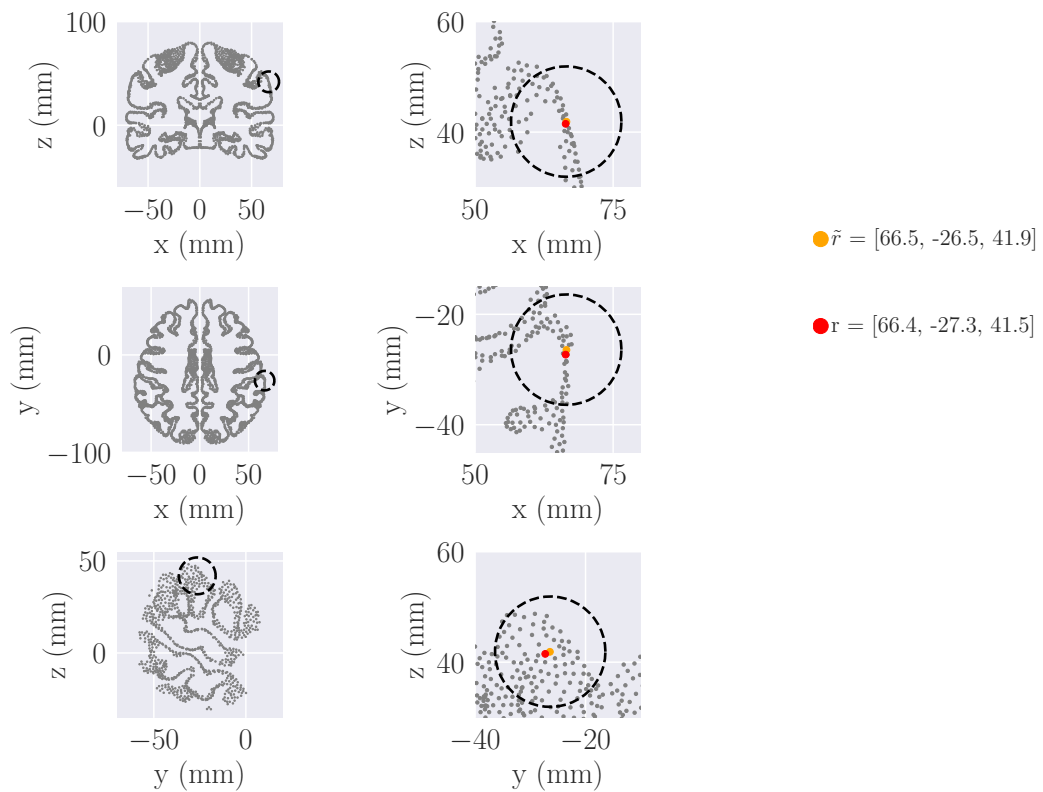 100
0
z (mm)
−50 0 50
x (mm)
60
40
z (mm)
50 75
x (mm)
r̃ = [66.5, -26.5, 41.9]
r = [66.4, -27.3, 41.5]
0
−100
y (mm)
−50 0 50
x (mm)
−20
−40
y (mm)
50 75
x (mm)
50
0
z (mm)
−50 0
y (mm)
60
40
z (mm)
−40 −20
y (mm)